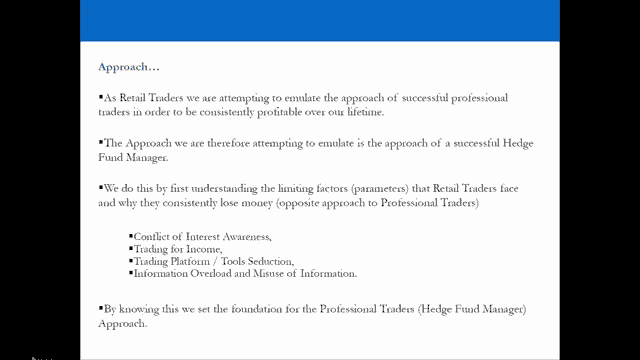 Approach…
▪As Retail Traders we are attempting to emulate the approach of successful professional
traders in order to be consistently profitable over our lifetime.
▪The Approach we are therefore attempting to emulate is the approach of a successful Hedge
Fund Manager.
▪We do this by first understanding the limiting factors (parameters) that Retail Traders face
and why they consistently lose money (opposite approach to Professional Traders)
▪Conflict of Interest Awareness,
▪Trading for Income,
▪Trading Platform / Tools Seduction,
▪Information Overload and Misuse of Information.
▪By knowing this we set the foundation for the Professional Traders (Hedge Fund Manager)
Approach.